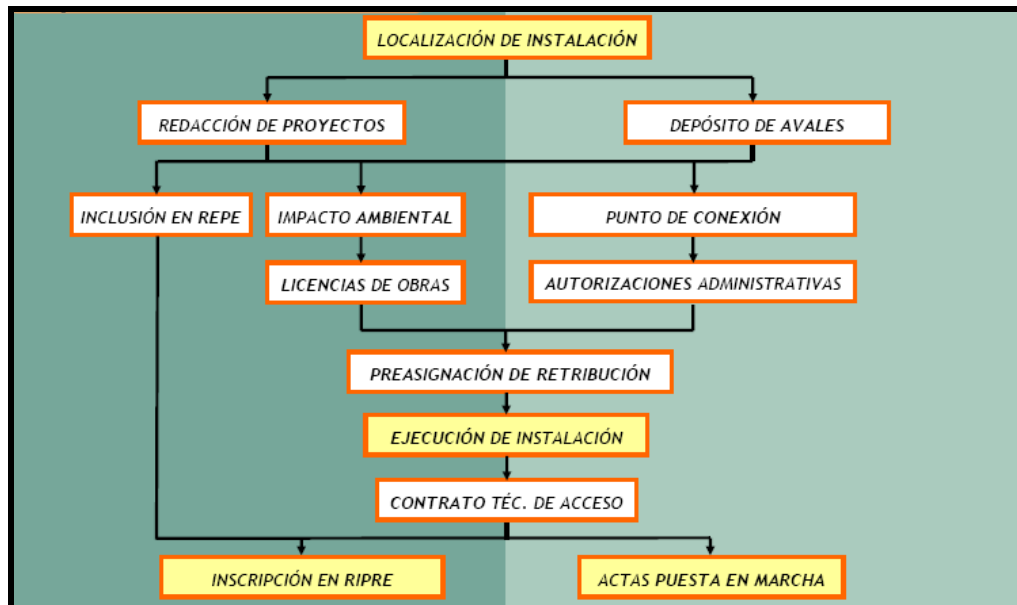 LOCALIZACIÓN DE INSTALACIÓN
REDACCIÓN DE PROYECTOS
DEPÓSITO DE AVALES
INCLUSIÓN EN REPE
IMPACTO AMBIENTAL
PUNTO DE CONEXIÓN
LICENCIAS DE OBRAS
AUTORIZACIONES ADMINISTRATIVAS
PREASIGNACIÓN DE RETRIBUCIÓN
EJECUCIÓN DE INSTALACIÓN
CONTRATO TÉC. DE ACCESO
INSCRIPCIÓN EN RIPRE
ACTAS PUESTA EN MARCHA